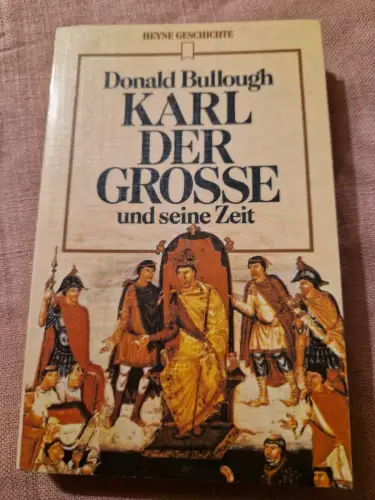 HEYNE GESCHICHTE
Donald Bullough
KARL
DER
GROSSE
und seine Zeit